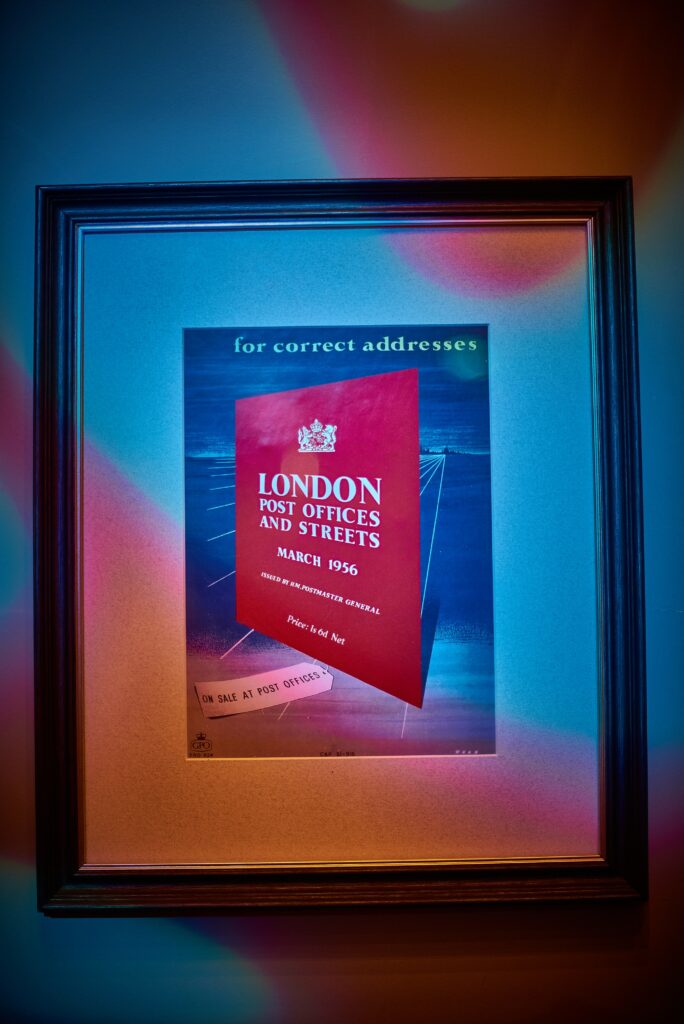 for correct addresses
LONDON
POST OFFICES
AND STREETS
MARCH 1956
ISSUED BY H.M. POSTMASTER GENERAL
Price: 1s 6d Net
ON SALE AT POST OFFICES
GPO